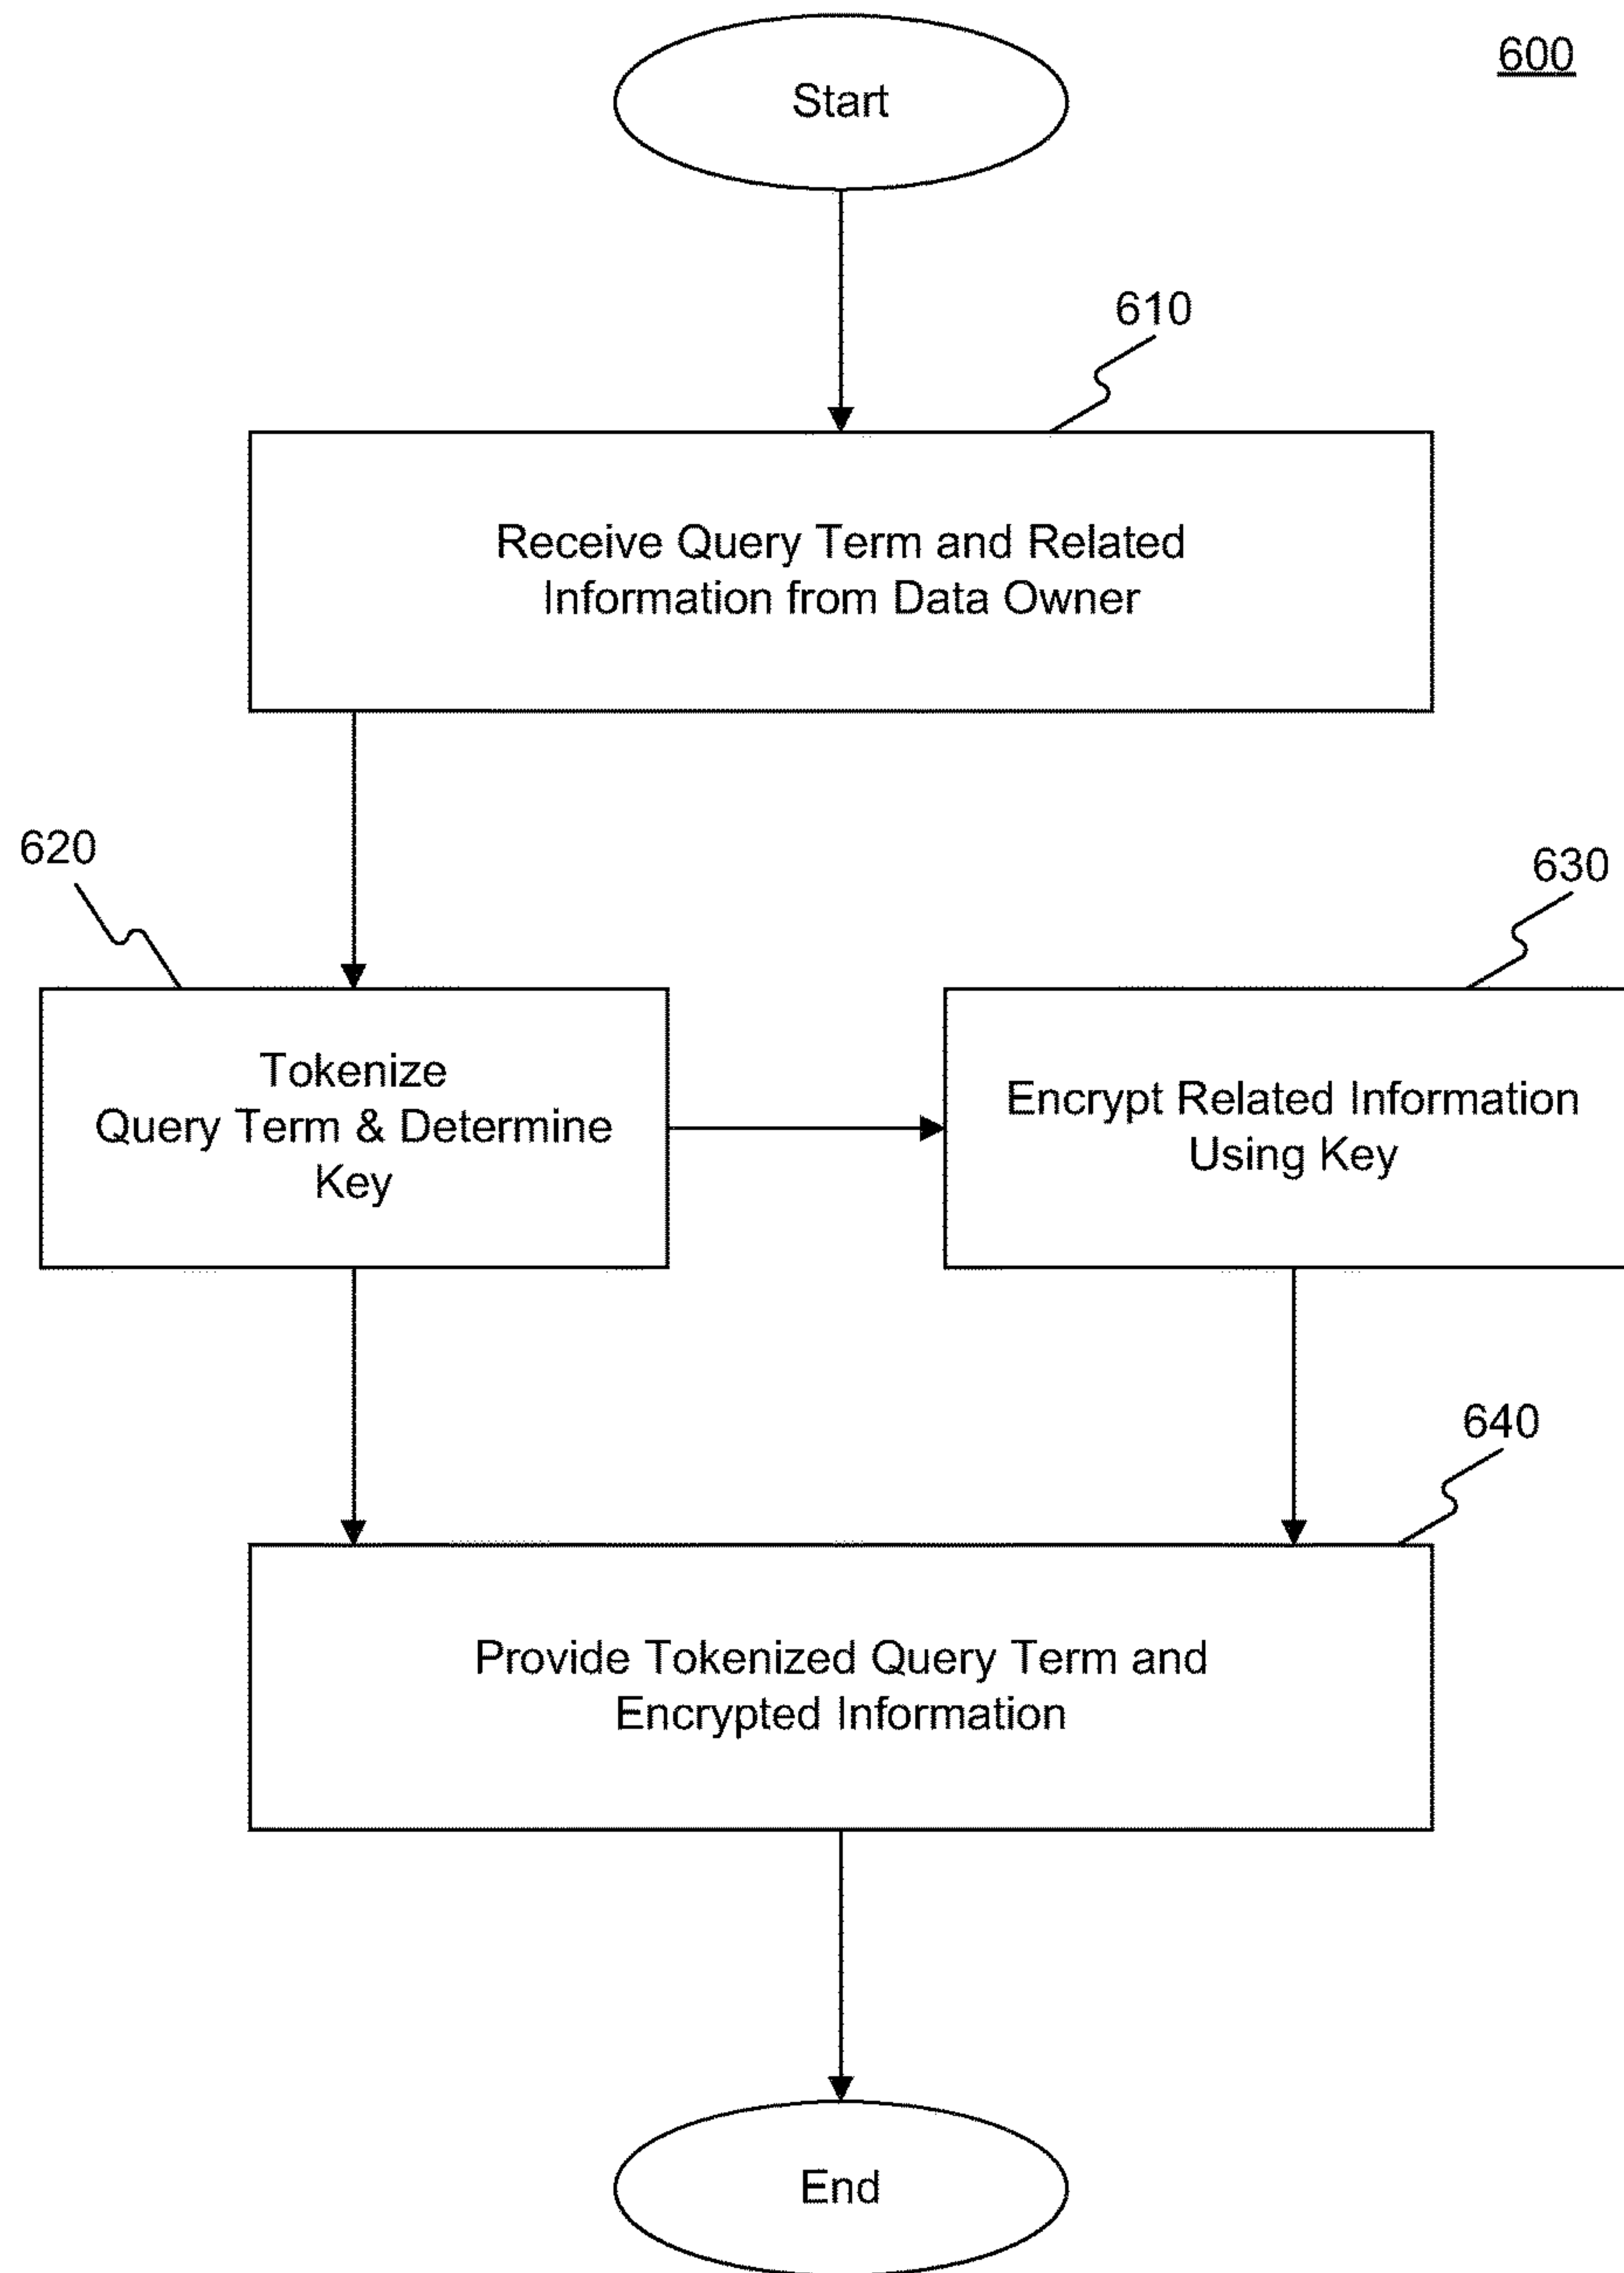 600
Start
610
Receive Query Term and Related
Information from Data Owner
620
630
Tokenize
Query Term & Determine
Key
Encrypt Related Information
Using Key
640
Provide Tokenized Query Term and
Encrypted Information
End